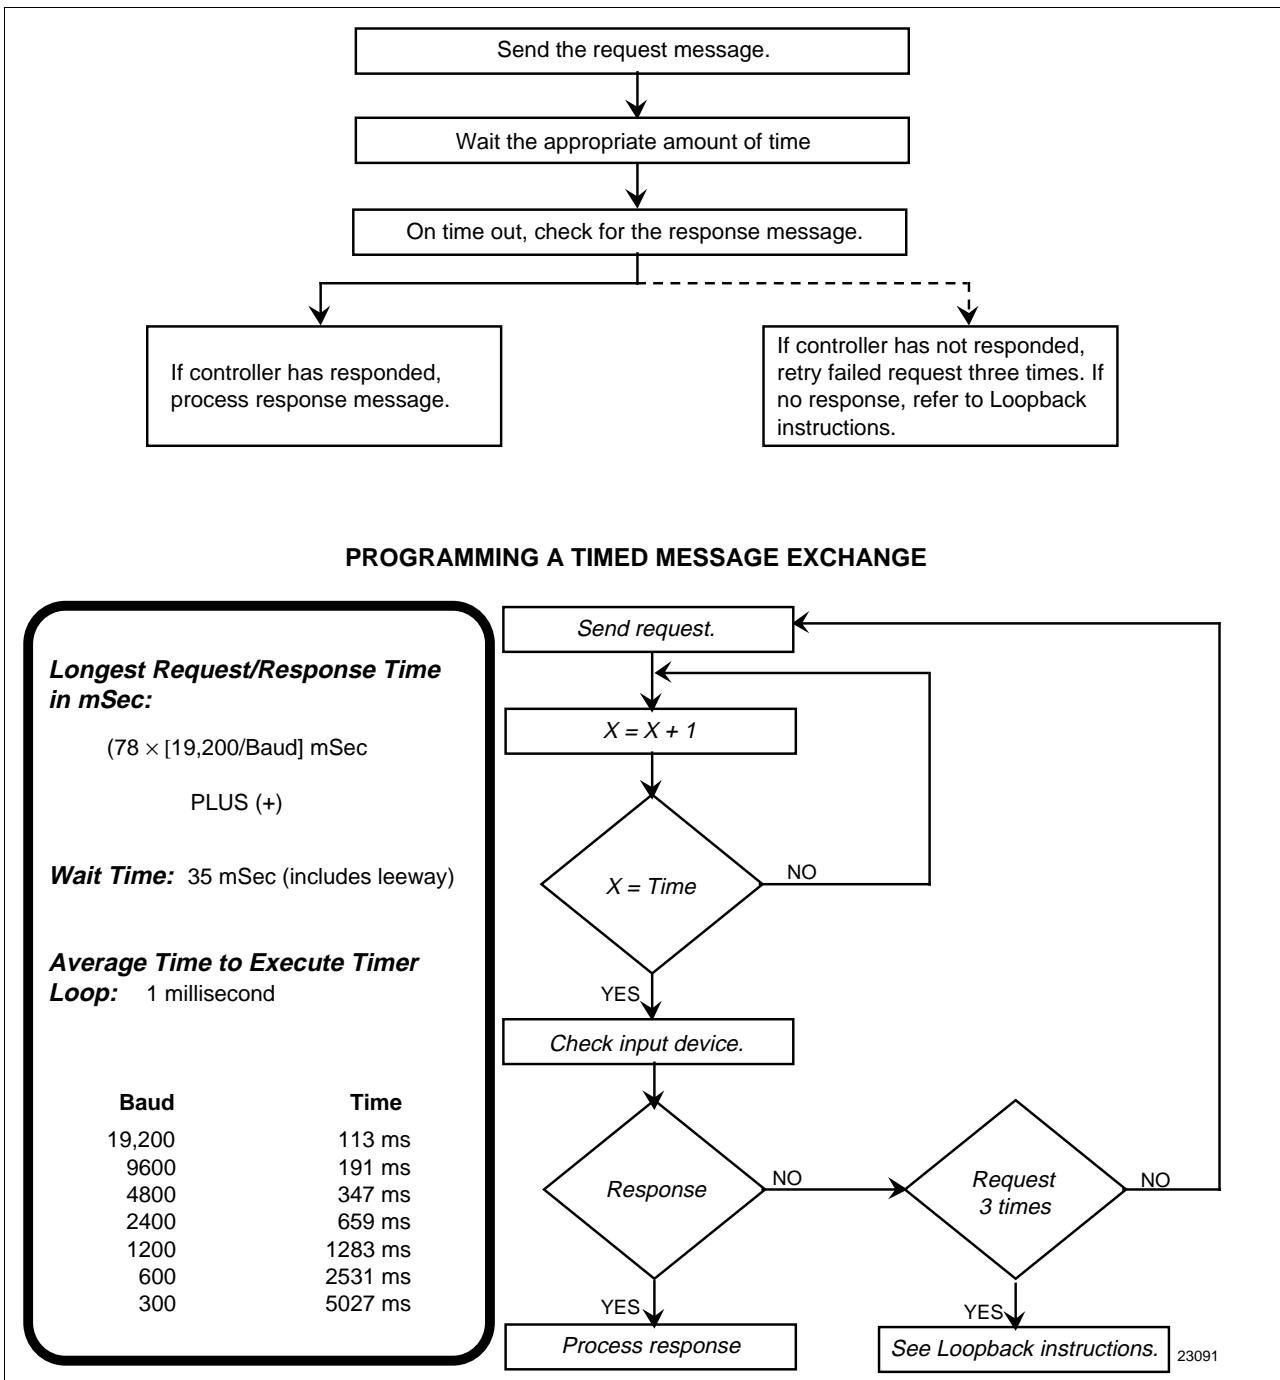 Send the request message.
Wait the appropriate amount of time
On time out, check for the response message.
If controller has responded,
process response message.
If controller has not responded,
retry failed request three times. If
no response, refer to Loopback
instructions.
PROGRAMMING A TIMED MESSAGE EXCHANGE
Longest Request/Response Time
in mSec:
(78 × [19,200/Baud] mSec
PLUS (+)
Wait Time: 35 mSec (includes leeway)
Average Time to Execute Timer
Loop: 1 millisecond
Baud Time
19,200 113 ms
9600 191 ms
4800 347 ms
2400 659 ms
1200 1283 ms
600 2531 ms
300 5027 ms
Send request.
X = X + 1
X = Time
NO
YES
Check input device.
Response
NO
Request
3 times
NO
YES
Process response
YES
See Loopback instructions.
23091